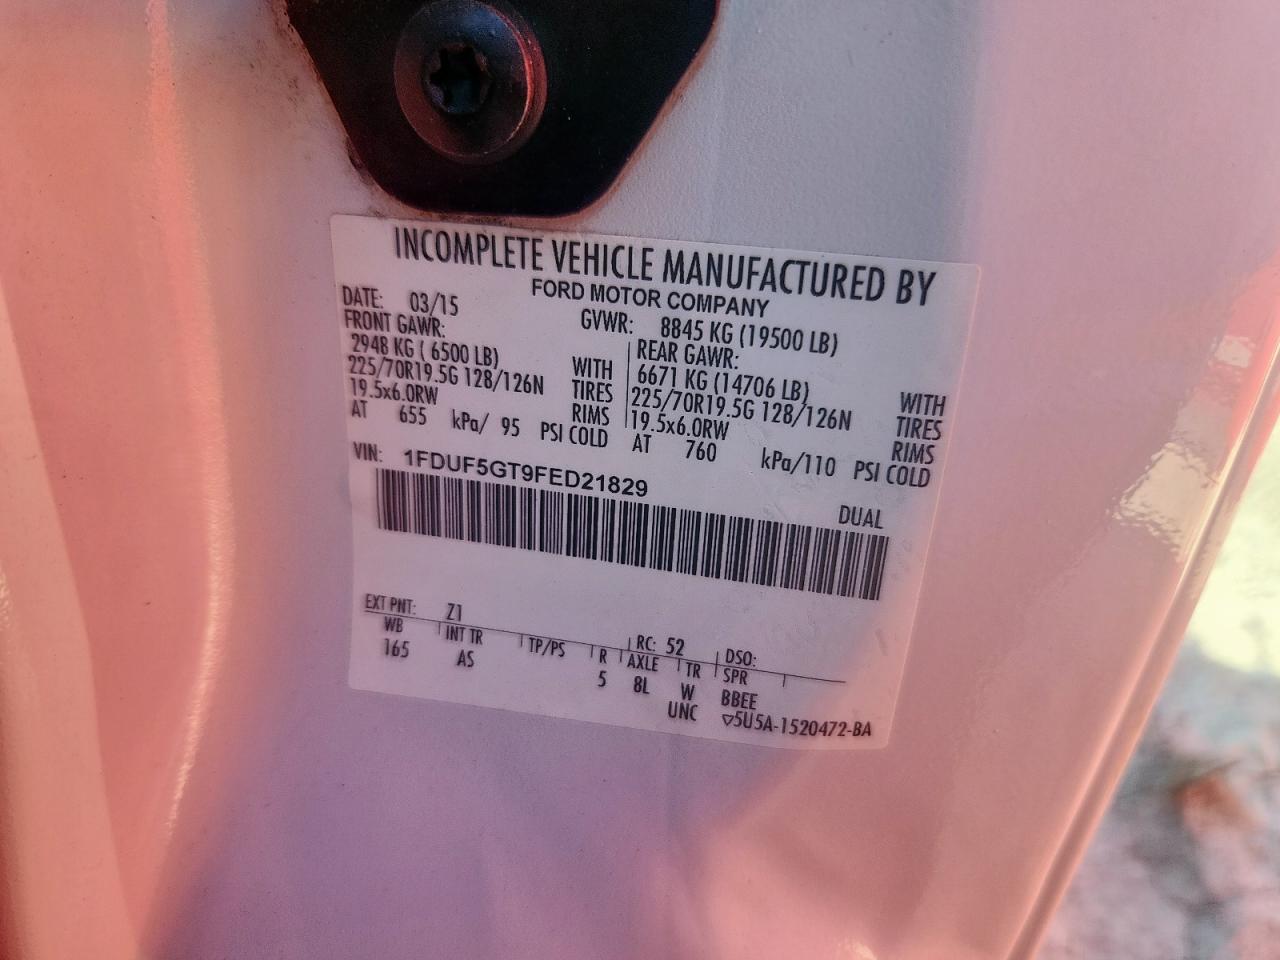 INCOMPLETE VEHICLE MANUFACTURED BY
FORD MOTOR COMPANY
DATE: 03/15 GVWR: 8845 KG (19500 LB)
FRONT GAWR: REAR GAWR:
2948 KG ( 6500 LB) WITH 6671 KG (14706 LB) WITH
225/70R19.5G 128/126N TIRES 225/70R19.5G 128/126N TIRES
19.5x6.0RW RIMS 19.5x6.0RW RIMS
AT 655 kPa/ 95 PSI COLD AT 760 kPa/110 PSI COLD
VIN: 1FDUF5GT9FED21829
DUAL
EXT PNT: Z1 RC: 52 DSO:
WB INT TR TP/PS R AXLE TR SPR
165 AS 5 8L W BBEE
UNC ▽5U5A-1520472-BA